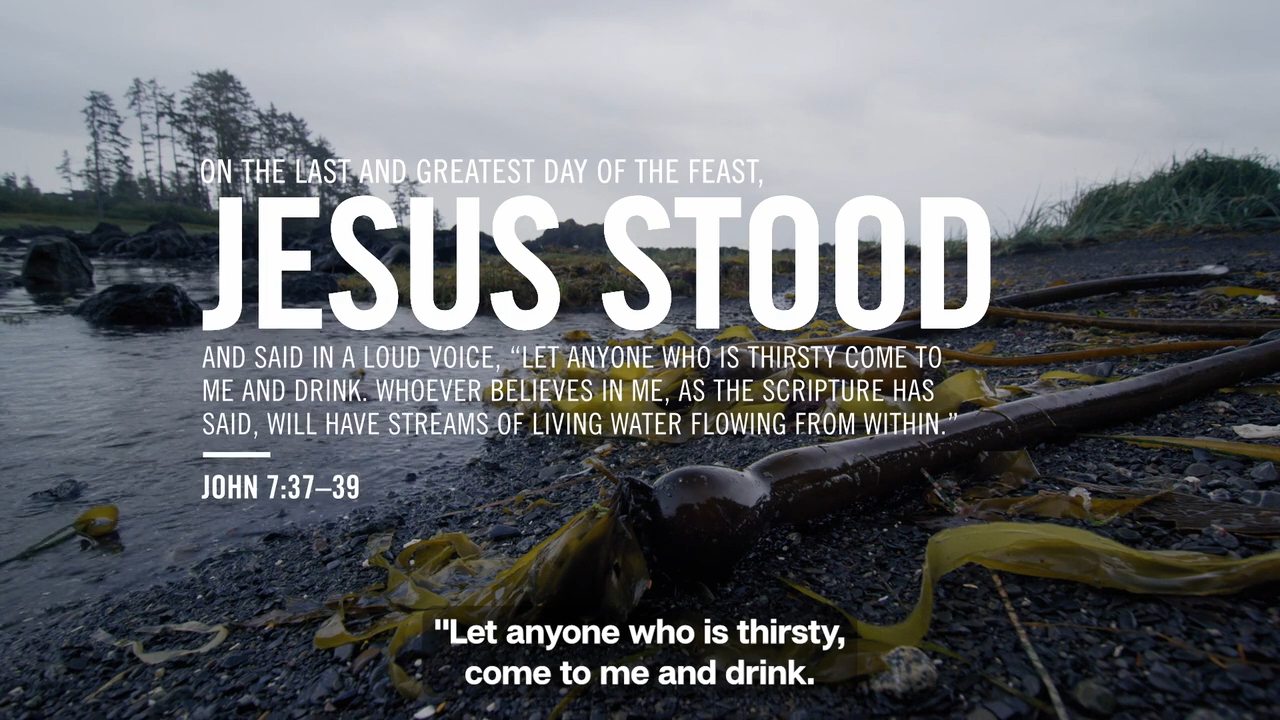 ON THE LAST AND GREATEST DAY OF THE FEAST,
JESUS STOOD
AND SAID IN A LOUD VOICE, “LET ANYONE WHO IS THIRSTY COME TO
ME AND DRINK. WHOEVER BELIEVES IN ME, AS THE SCRIPTURE HAS
SAID, WILL HAVE STREAMS OF LIVING WATER FLOWING FROM WITHIN.”
JOHN 7:37–39
"Let anyone who is thirsty,
come to me and drink.